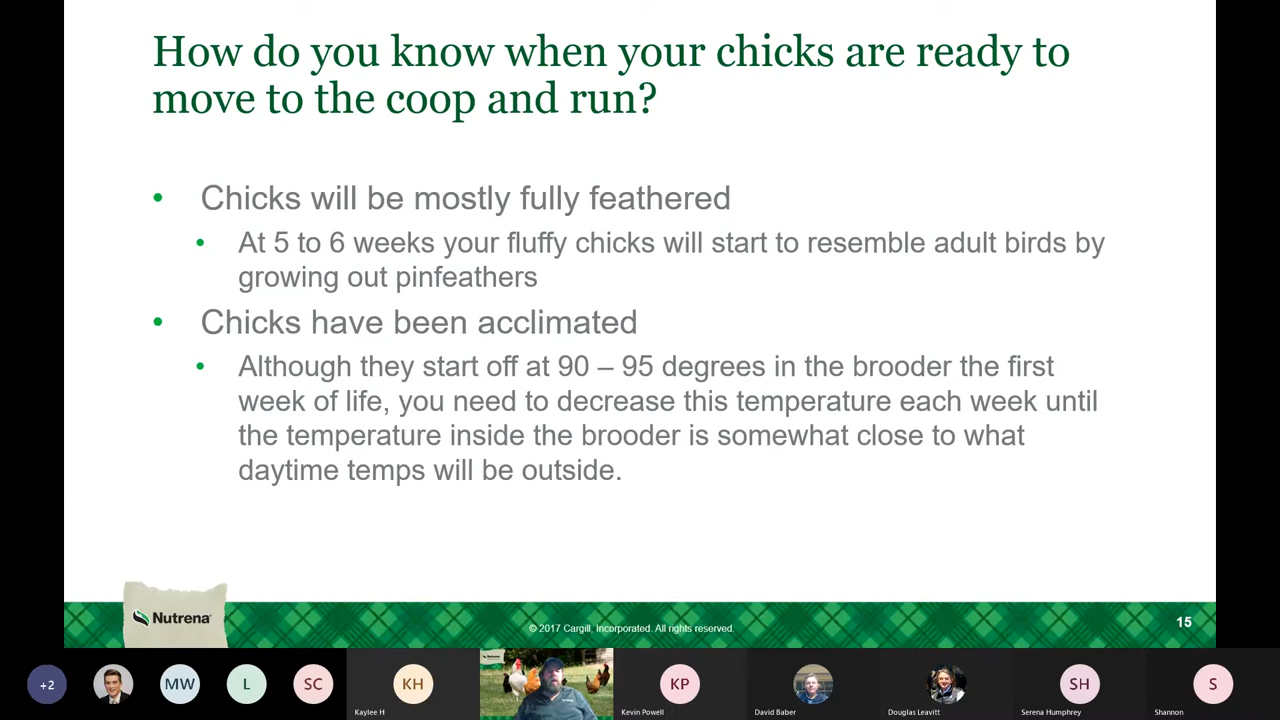 How do you know when your chicks are ready to
move to the coop and run?
• Chicks will be mostly fully feathered
• At 5 to 6 weeks your fluffy chicks will start to resemble adult birds by
growing out pinfeathers
• Chicks have been acclimated
• Although they start off at 90 – 95 degrees in the brooder the first
week of life, you need to decrease this temperature each week until
the temperature inside the brooder is somewhat close to what
daytime temps will be outside.
Nutrena
© 2017 Cargill, Incorporated. All rights reserved.
15
+2
MW
L
SC
KH
Kaylee H
Nutrena
KP
Kevin Powell
David Baber
Douglas Leavitt
SH
Serena Humphrey
S
Shannon